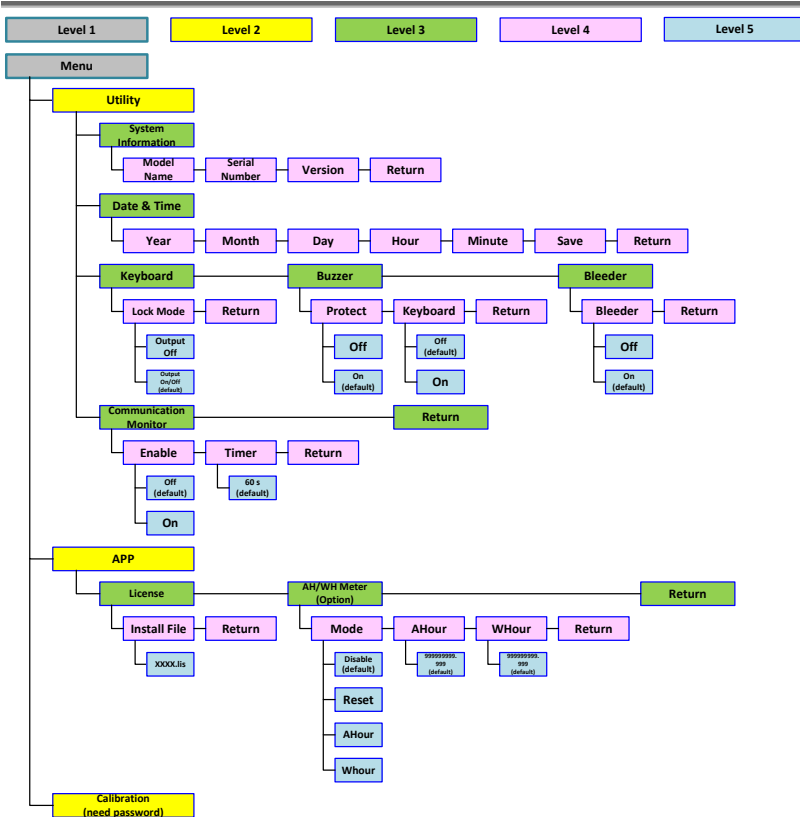 Level 1
Level 2
Level 3
Level 4
Level 5
Menu
Utility
System
Information
Model
Name
Serial
Number
Version
Return
Date & Time
Year
Month
Day
Hour
Minute
Save
Return
Keyboard
Buzzer
Bleeder
Lock Mode
Return
Protect
Keyboard
Return
Bleeder
Return
Output
Off
Off
Off
(default)
Off
Output
On/Off
(default)
On
(default)
On
On
(default)
Communication
Monitor
Return
Enable
Timer
Return
Off
(default)
60 s
(default)
On
APP
License
AH/WH Meter
(Option)
Return
Install File
Return
Mode
AHour
WHour
Return
XXXX.lis
Disable
(default)
999999999.
999
(default)
999999999.
999
(default)
Reset
AHour
Whour
Calibration
(need password)